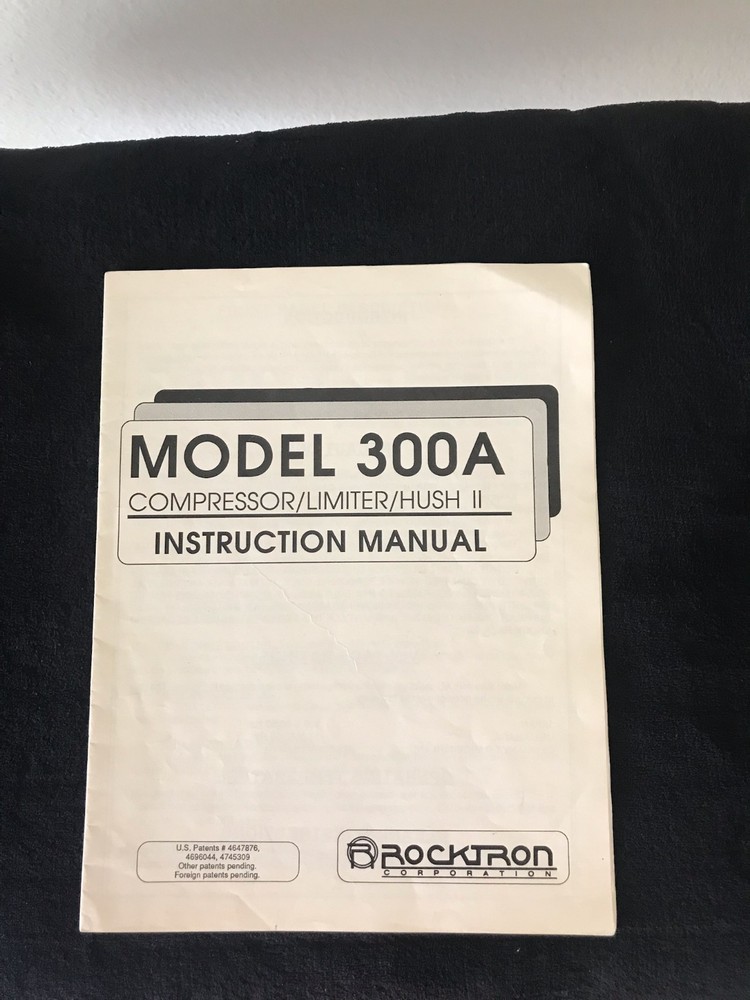 MODEL 300A
COMPRESSOR/LIMITER/HUSH II
INSTRUCTION MANUAL
U.S. Patents # 4647876,
4696044, 4745309
Other patents pending.
Foreign patents pending.
ROCKTRON
CORPORATION